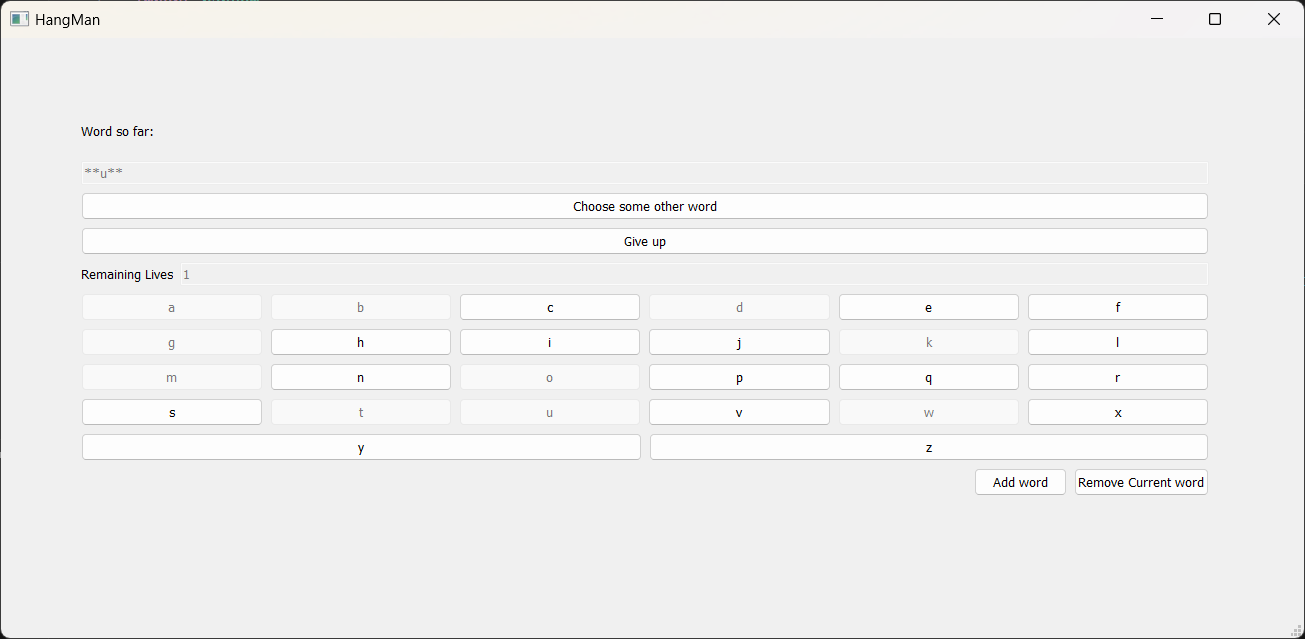 HangMan
Word so far:
**u**
Choose some other word
Give up
Remaining Lives 1
a b c d e f
g h i j k l
m n o p q r
s t u v w x
y z
Add word Remove Current word